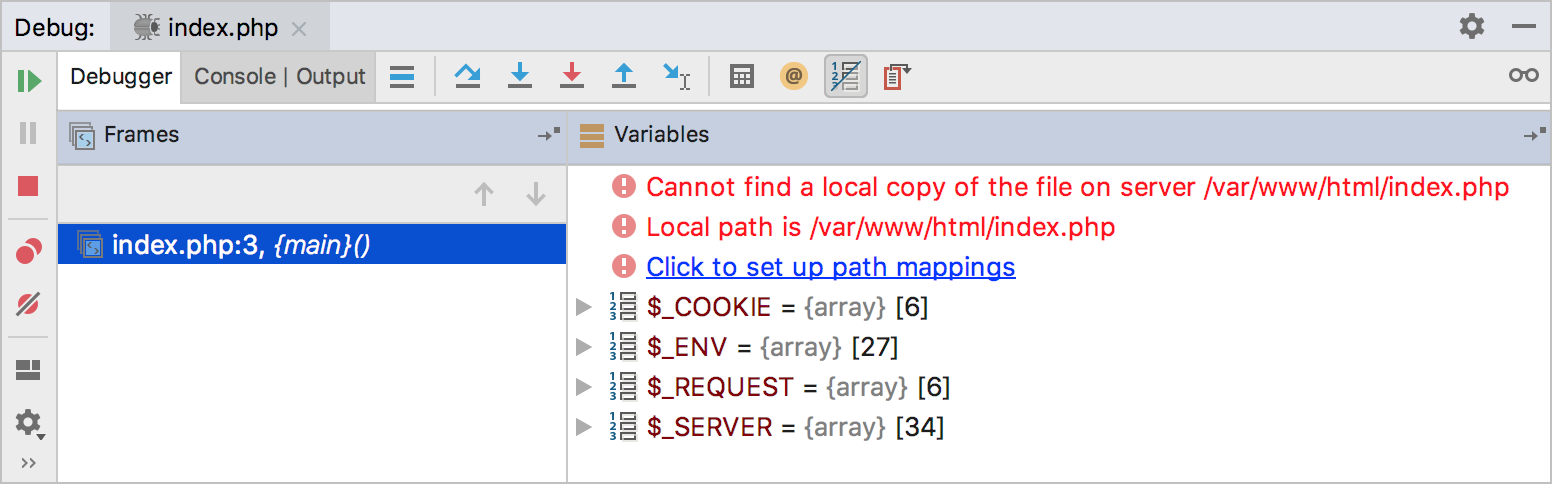 Debug: index.php
Debugger Console | Output
Frames
Variables
index.php:3, {main}()
Cannot find a local copy of the file on server /var/www/html/index.php
Local path is /var/www/html/index.php
Click to set up path mappings
$_COOKIE = {array} [6]
$_ENV = {array} [27]
$_REQUEST = {array} [6]
$_SERVER = {array} [34]